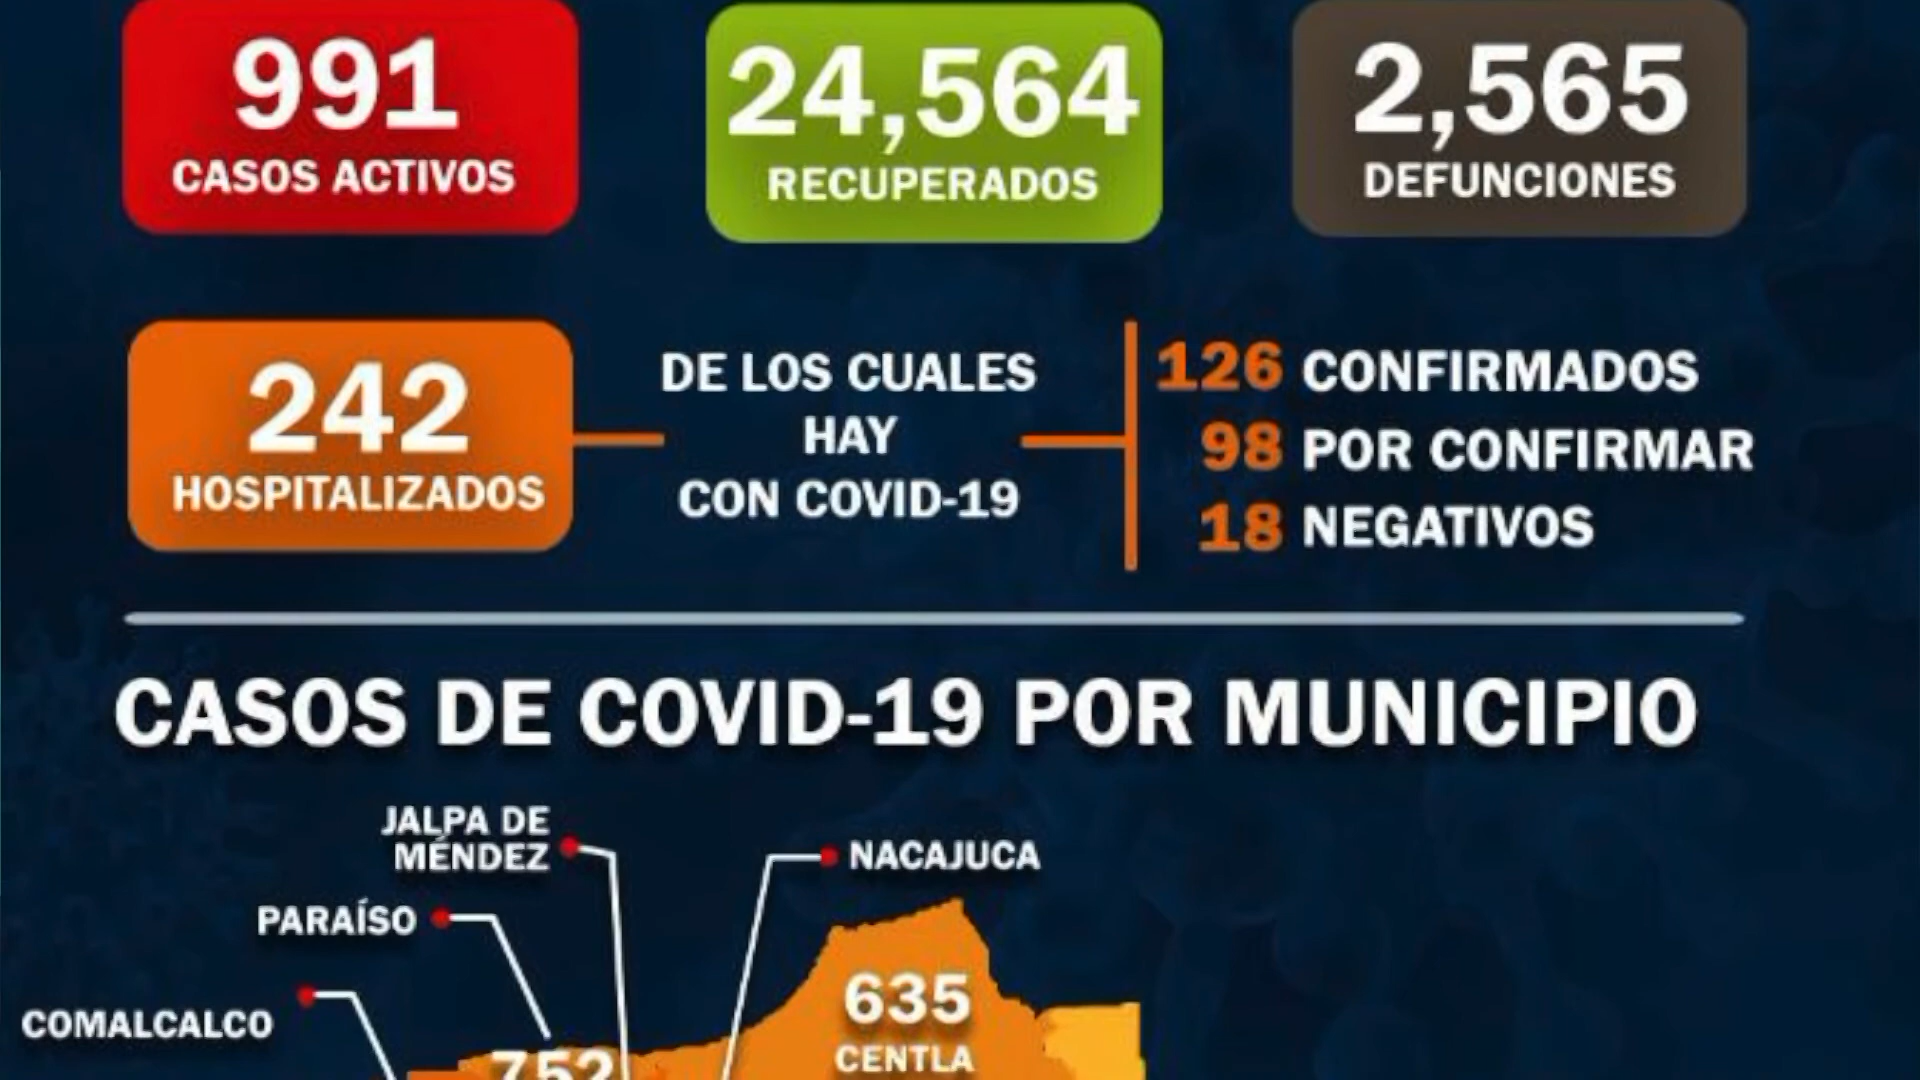 991
CASOS ACTIVOS
24,564
RECUPERADOS
2,565
DEFUNCIONES
242
HOSPITALIZADOS
DE LOS CUALES
HAY
CON COVID-19
126 CONFIRMADOS
98 POR CONFIRMAR
18 NEGATIVOS
CASOS DE COVID-19 POR MUNICIPIO
JALPA DE
MÉNDEZ
NACAJUCA
PARAÍSO
COMALCALCO
635
CENTLA
752